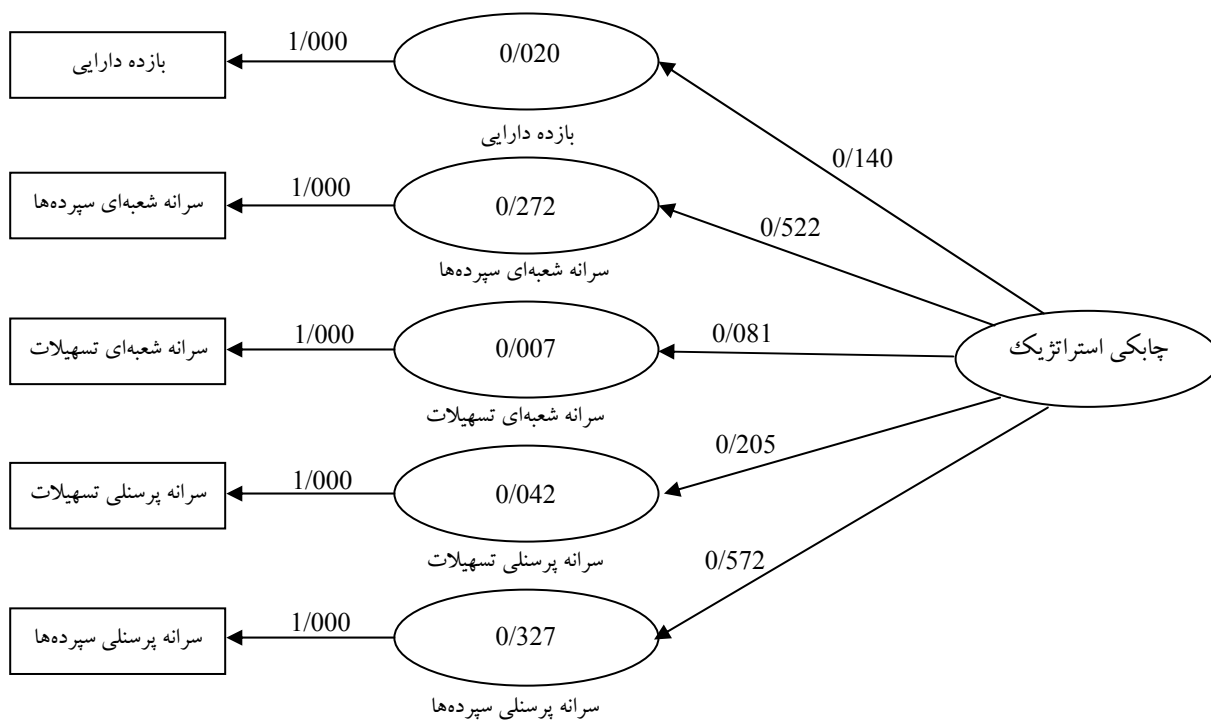 بازده دارایی
1/000
0/020
بازده دارایی
0/140
سرانه شعبه‌ای سپرده‌ها
1/000
0/272
سرانه شعبه‌ای سپرده‌ها
0/522
سرانه شعبه‌ای تسهیلات
1/000
0/007
سرانه شعبه‌ای تسهیلات
0/081
چابکی استراتژیك
سرانه پرسنلی تسهیلات
1/000
0/042
سرانه پرسنلی تسهیلات
0/205
سرانه پرسنلی سپرده‌ها
1/000
0/327
سرانه پرسنلی سپرده‌ها
0/572